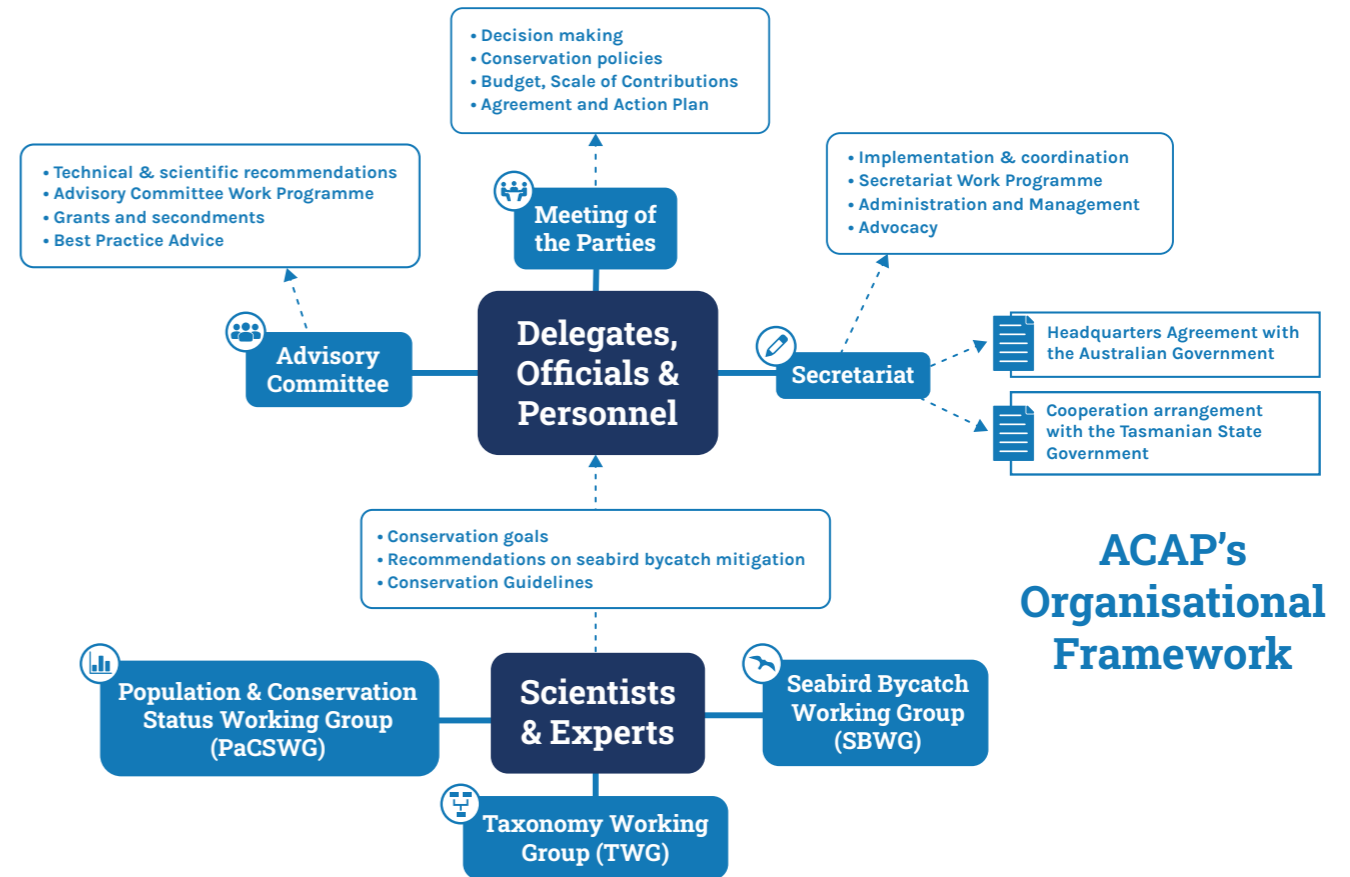 • Decision making
• Conservation policies
• Budget, Scale of Contributions
• Agreement and Action Plan
• Technical & scientific recommendations
• Advisory Committee Work Programme
• Grants and secondments
• Best Practice Advice
• Implementation & coordination
• Secretariat Work Programme
• Administration and Management
• Advocacy
Meeting of
the Parties
Advisory
Committee
Delegates,
Officials &
Personnel
Secretariat
Headquarters Agreement with
the Australian Government
Cooperation arrangement
with the Tasmanian State
Government
• Conservation goals
• Recommendations on seabird bycatch mitigation
• Conservation Guidelines
ACAP's
Organisational
Framework
Population & Conservation
Status Working Group
(PaCSWG)
Scientists
& Experts
Seabird Bycatch
Working Group
(SBWG)
Taxonomy Working
Group (TWG)